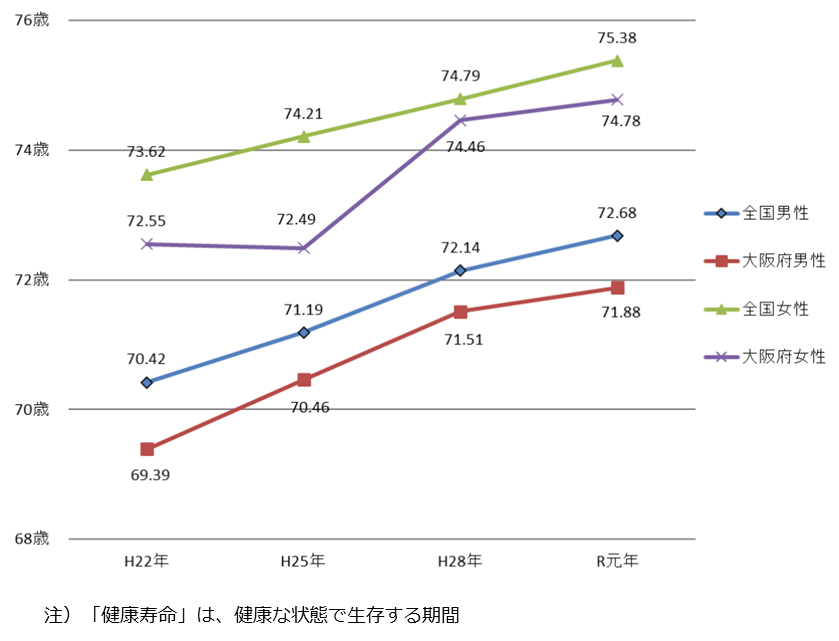 76歳
75.38
74.79
74.21
74.78
74歳
73.62
74.46
72.55
72.49
72.68
全国男性
72.14
大阪府男性
72歳
71.19
71.88
全国女性
71.51
70.42
大阪府女性
70歳
70.46
69.39
68歳
H22年 H25年 H28年 R元年
注）「健康寿命」は、健康な状態で生存する期間